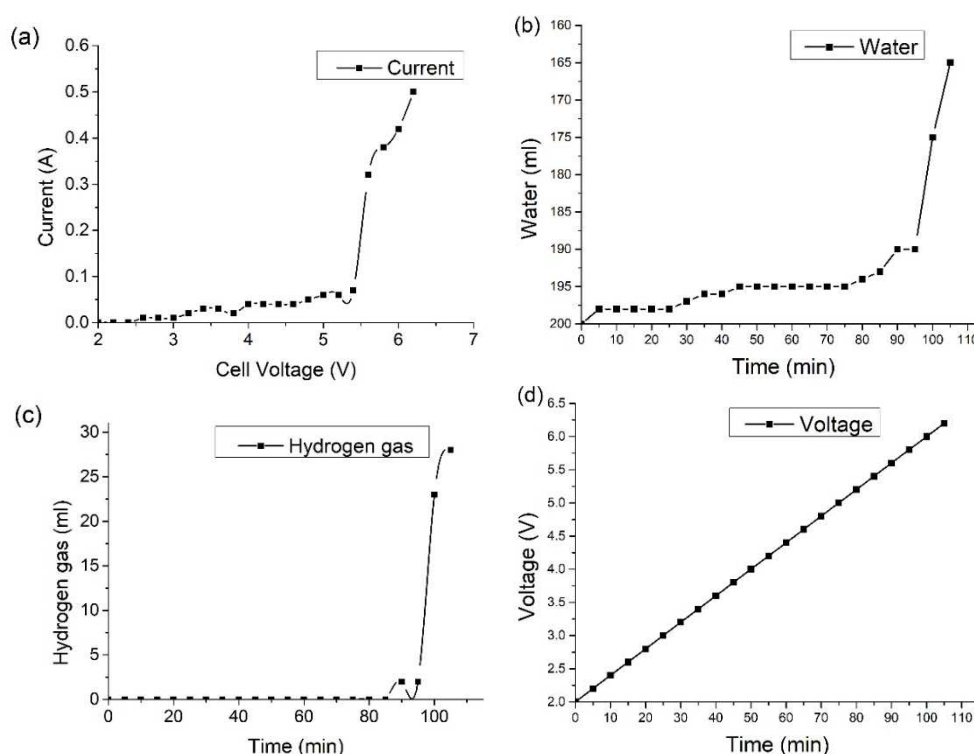 (a)
Current
0.6
0.5
0.4
0.3
0.2
0.1
0.0
Current (A)
2 3 4 5 6 7
Cell Voltage (V)
(b)
Water
160
165
170
175
180
185
190
195
200
Water (ml)
0 10 20 30 40 50 60 70 80 90 100 110
Time (min)
(c)
Hydrogen gas
30
25
20
15
10
5
0
Hydrogen gas (ml)
0 20 40 60 80 100
Time (min)
(d)
Voltage
6.5
6.0
5.5
5.0
4.5
4.0
3.5
3.0
2.5
2.0
Voltage (V)
0 10 20 30 40 50 60 70 80 90 100 110
Time (min)